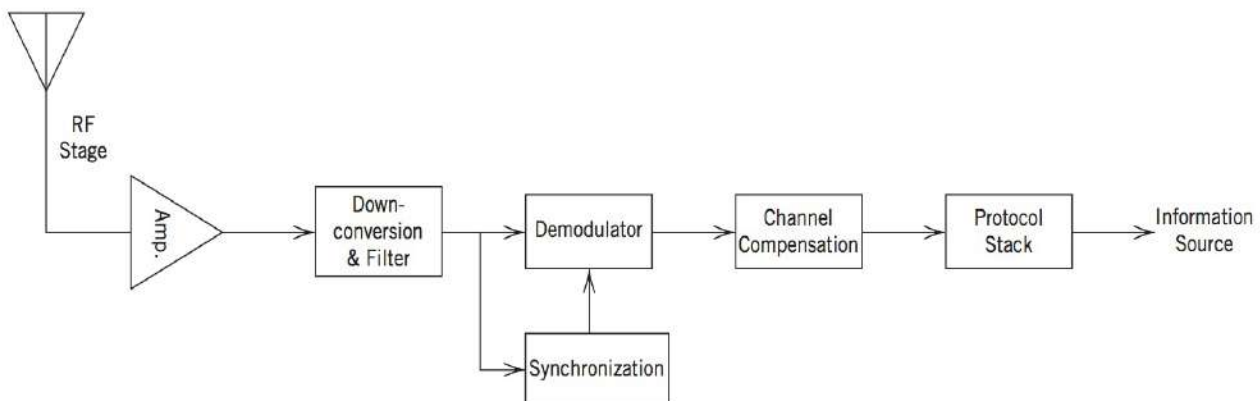 RF
Stage
Amp.
Down-
conversion
& Filter
Demodulator
Synchronization
Channel
Compensation
Protocol
Stack
Information
Source